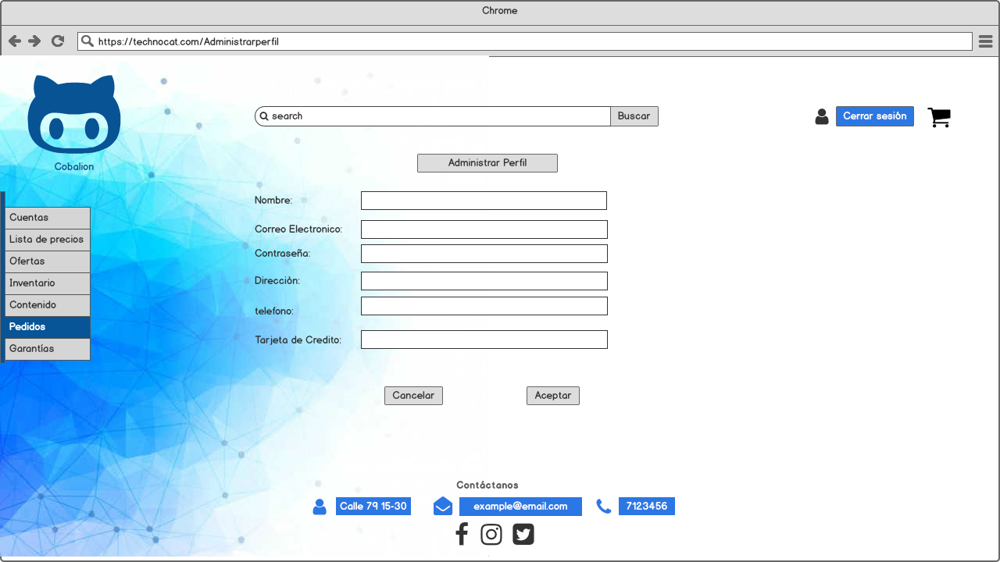 Chrome
https://technocat.com/Administrarperfil
search
Buscar
Cerrar sesiòn
Cobalion
Administrar Perfil
Cuentas
Lista de precios
Ofertas
Inventario
Contenido
Pedidos
Garantías
Nombre:
Correo Electronico:
Contraseña:
Direcciòn:
telefono:
Tarjeta de Credito:
Cancelar
Aceptar
Contáctanos
Calle 79 15-30
example@email.com
7123456